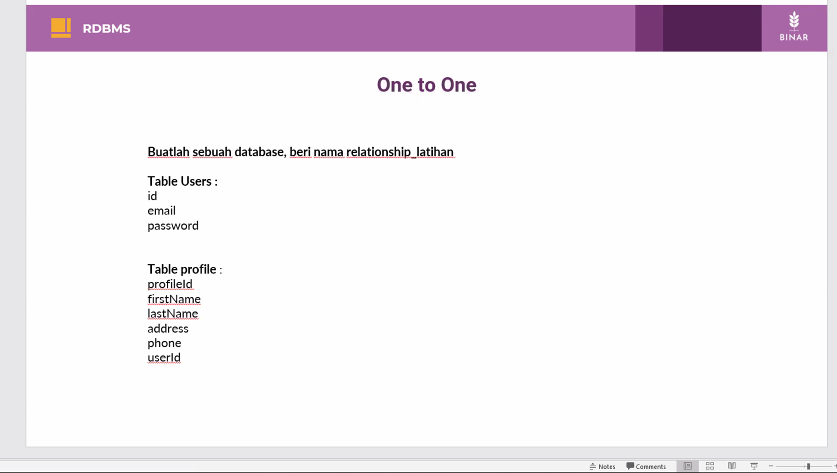 RDBMS
BINAR
One to One
Buatlah sebuah database, beri nama relationship_latihan
Table Users :
id
email
password
Table profile :
profileId
firstName
lastName
address
phone
userId
Notes
Comments